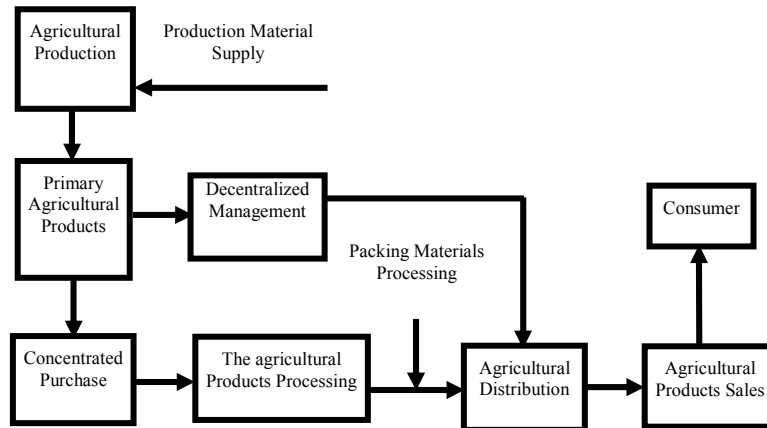 Agricultural
Production
Production Material
Supply
Primary
Agricultural
Products
Decentralized
Management
Consumer
Packing Materials
Processing
Concentrated
Purchase
The agricultural
Products Processing
Agricultural
Distribution
Agricultural
Products Sales